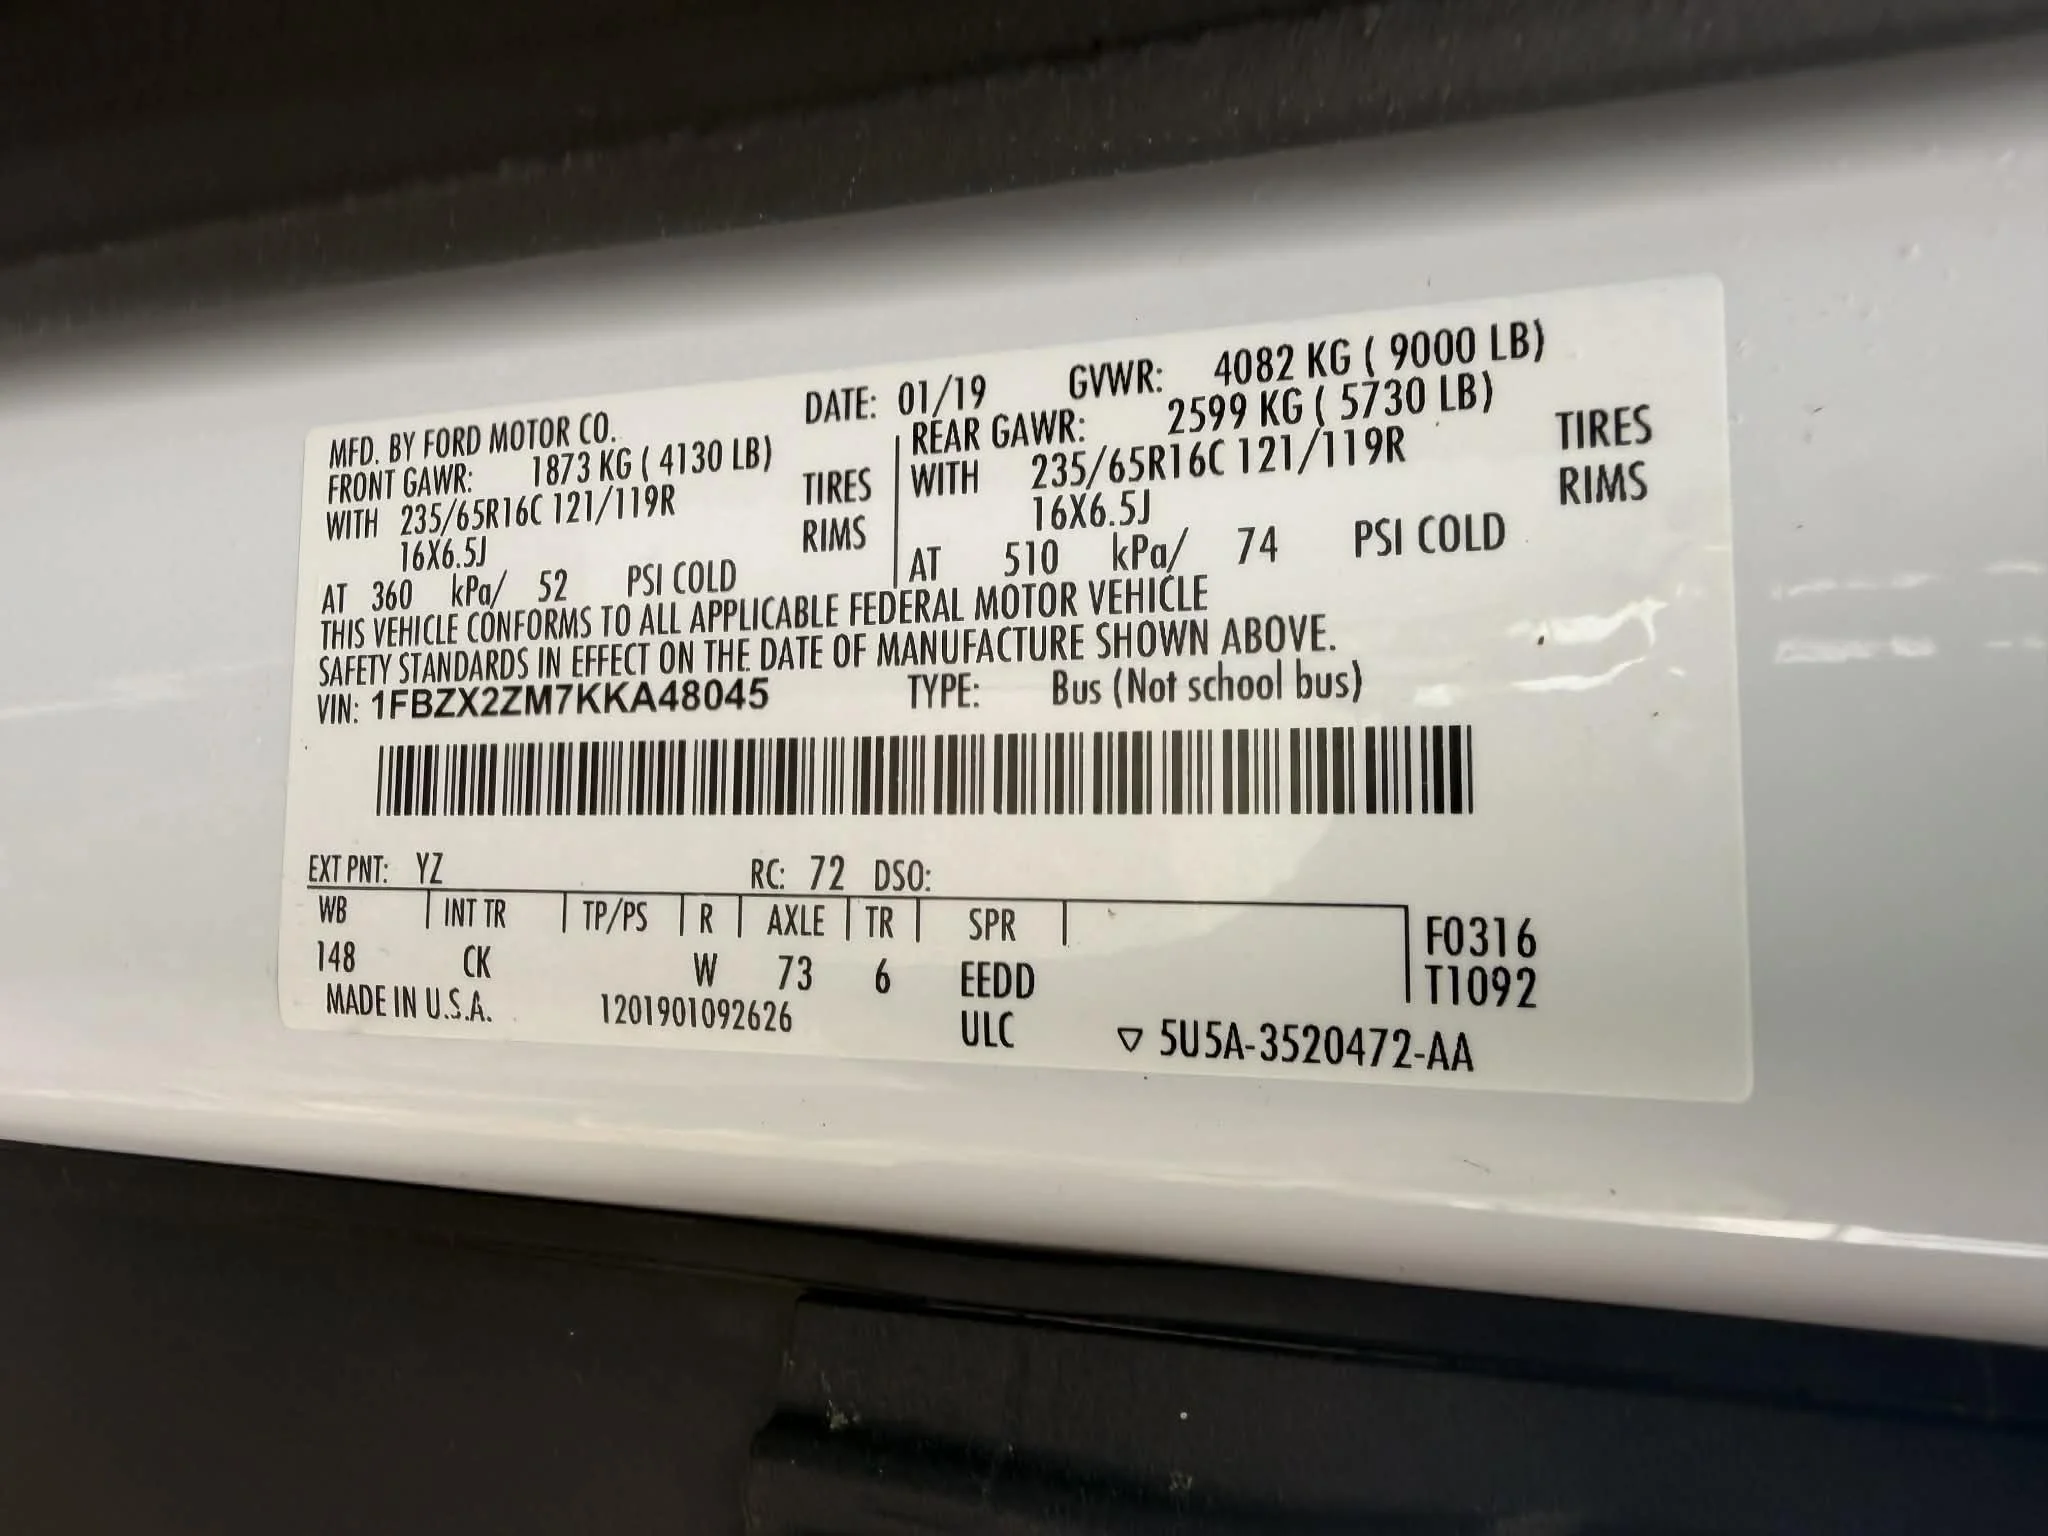 MFD. BY FORD MOTOR CO. DATE: 01/19 GVWR: 4082 KG ( 9000 LB)
FRONT GAWR: 1873 KG ( 4130 LB) REAR GAWR: 2599 KG ( 5730 LB)
WITH 235/65R16C 121/119R TIRES WITH 235/65R16C 121/119R TIRES
16X6.5J RIMS 16X6.5J RIMS
AT 360 kPa/ 52 PSI COLD AT 510 kPa/ 74 PSI COLD
THIS VEHICLE CONFORMS TO ALL APPLICABLE FEDERAL MOTOR VEHICLE
SAFETY STANDARDS IN EFFECT ON THE DATE OF MANUFACTURE SHOWN ABOVE.
VIN: 1FBZX2ZM7KKA48045 TYPE: Bus (Not school bus)
EXT PNT: YZ RC: 72 DSO:
WB INT TR TP/PS R AXLE TR SPR F0316
148 CK W 73 6 EEDD T1092
MADE IN U.S.A. 1201901092626 ULC ▽ 5U5A-3520472-AA